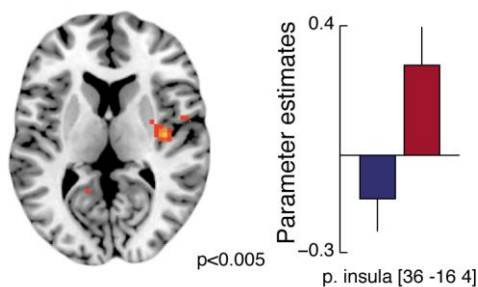 p<0.005
Parameter estimates
0.4
−0.3
p. insula [36 -16 4]